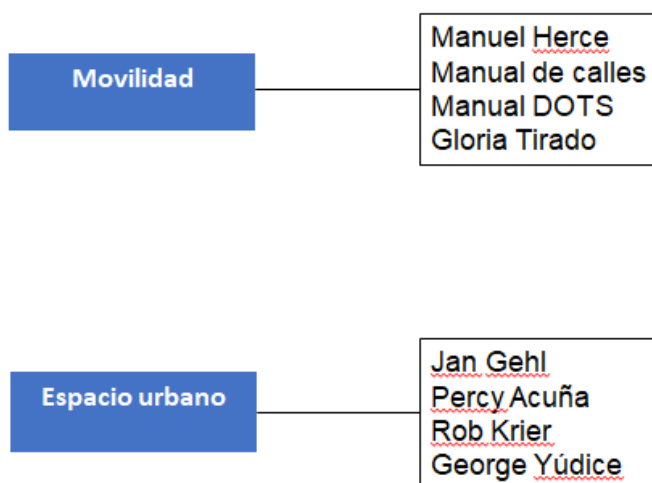 Movilidad
Manuel Herce
Manual de calles
Manual DOTS
Gloria Tirado
Espacio urbano
Jan Gehl
Percy Acuña
Rob Krier
George Yúdice